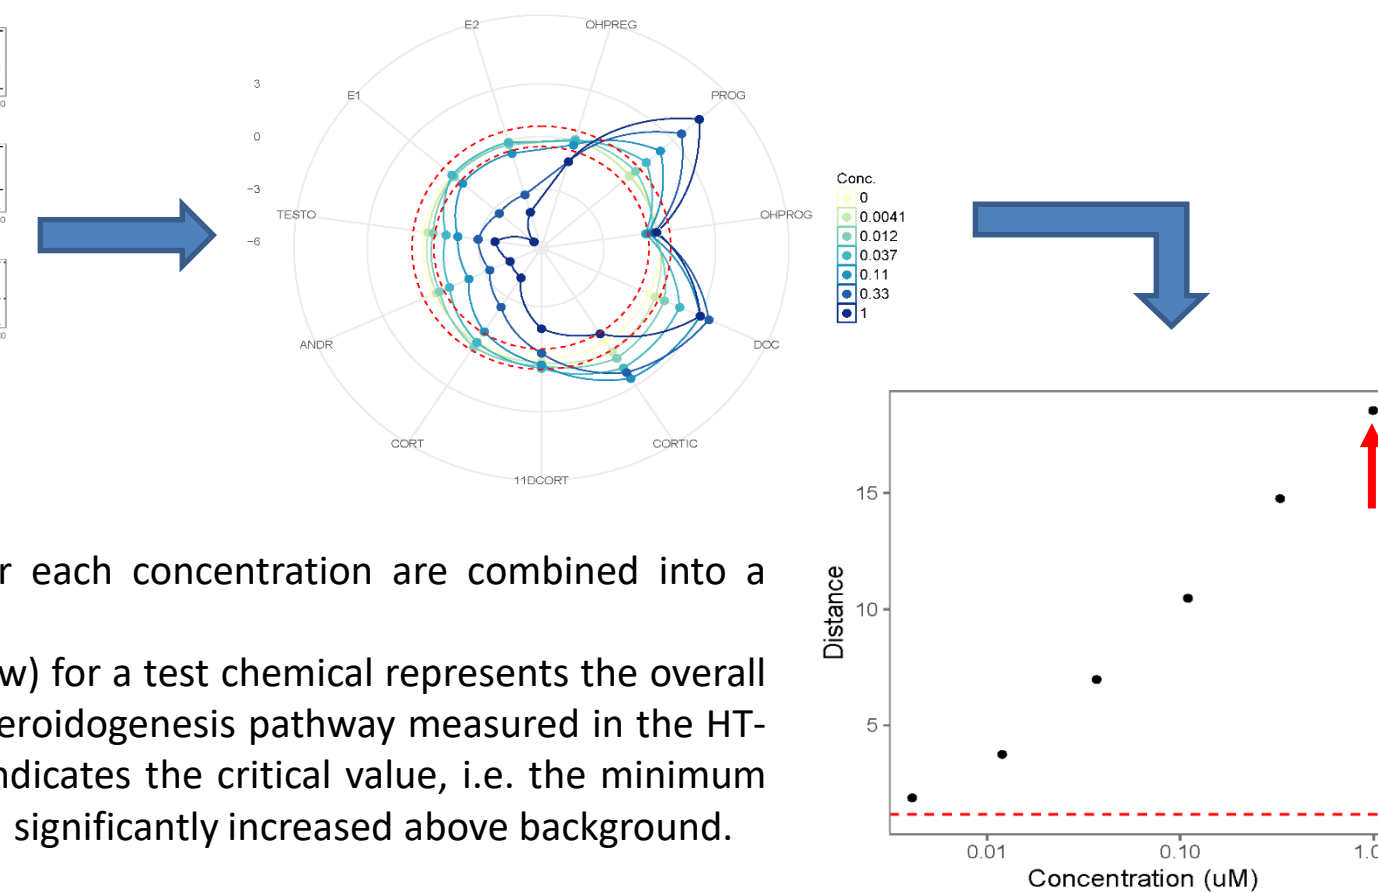 E2
OHPREG
3
E1
PROG
0
Conc.
0
-3
0.0041
TESTO
OHPROG
0.012
-6
0.037
0.11
0.33
1
ANDR
DOC
CORT
CORTIC
11DCORT
15
r each concentration are combined into a
Distance
10
w) for a test chemical represents the overall
eroidogenesis pathway measured in the HT-
5
ndicates the critical value, i.e. the minimum
significantly increased above background.
0.01
0.10
1.0
Concentration (uM)